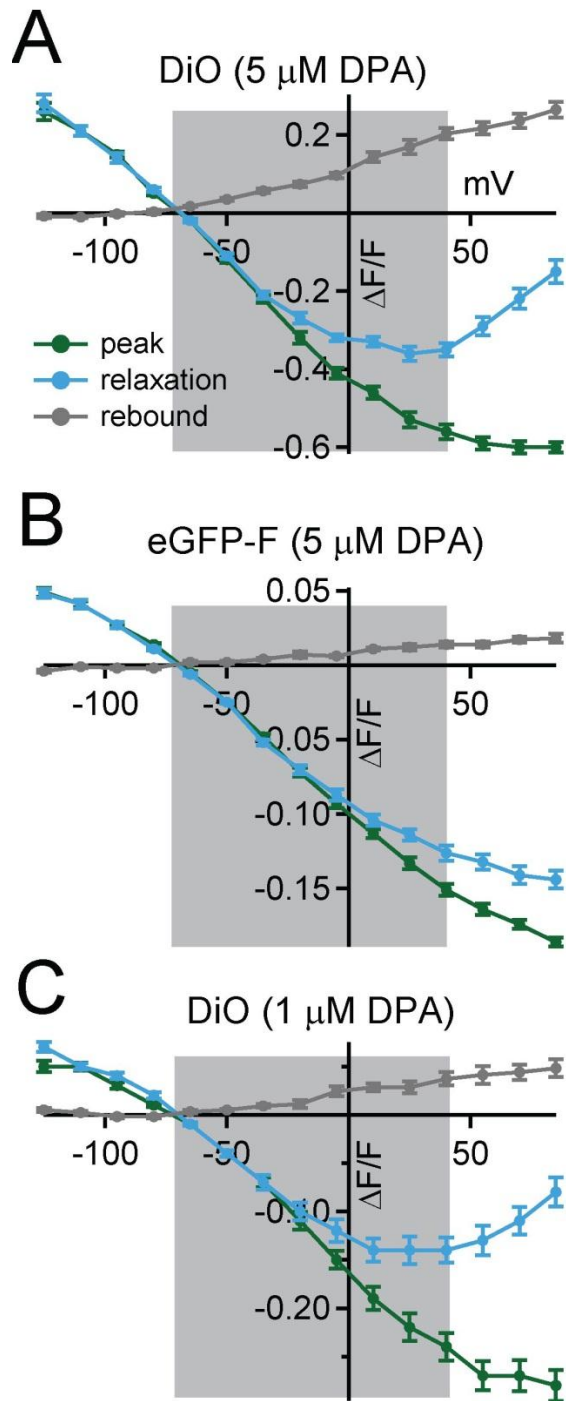 A
DiO (5 μM DPA)
0.2
mV
-100
-50
50
-0.2
ΔF/F
peak
relaxation
-0.4
rebound
-0.6
B
eGFP-F (5 μM DPA)
0.05
-100
-50
50
-0.05
ΔF/F
-0.10
-0.15
C
DiO (1 μM DPA)
-100
-50
50
-0.10
ΔF/F
-0.20